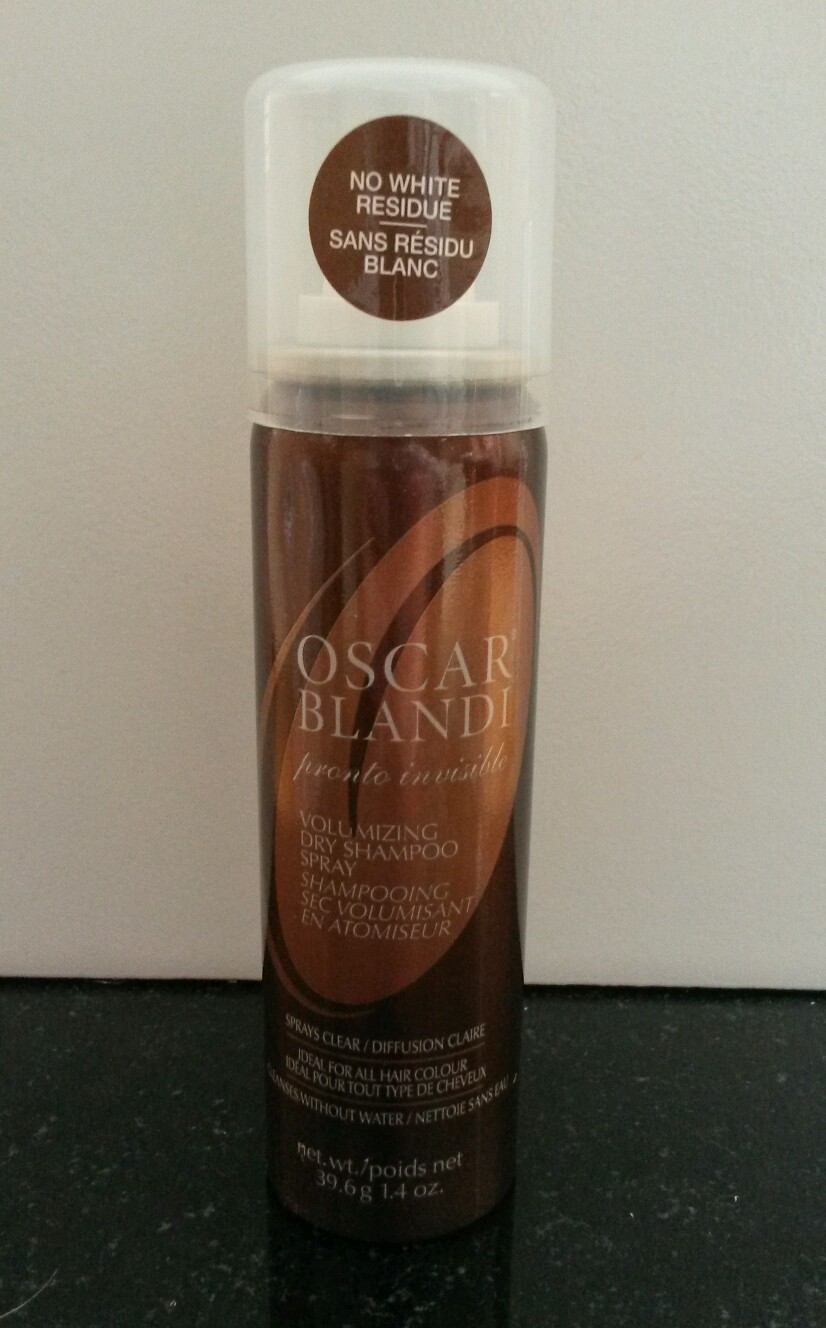 NO WHITE
RESIDUE
SANS RÉSIDU
BLANC
OSCAR®
BLANDI
pronto invisible
VOLUMIZING
DRY SHAMPOO
SPRAY
SHAMPOOING
SEC VOLUMISANT
EN ATOMISEUR
SPRAYS CLEAR / DIFFUSION CLAIRE
IDEAL FOR ALL HAIR COLOUR
IDÉAL POUR TOUT TYPE DE CHEVEUX
CLEANSES WITHOUT WATER / NETTOIE SANS EAU
net.wt./poids net
39.6g 1.4 oz.